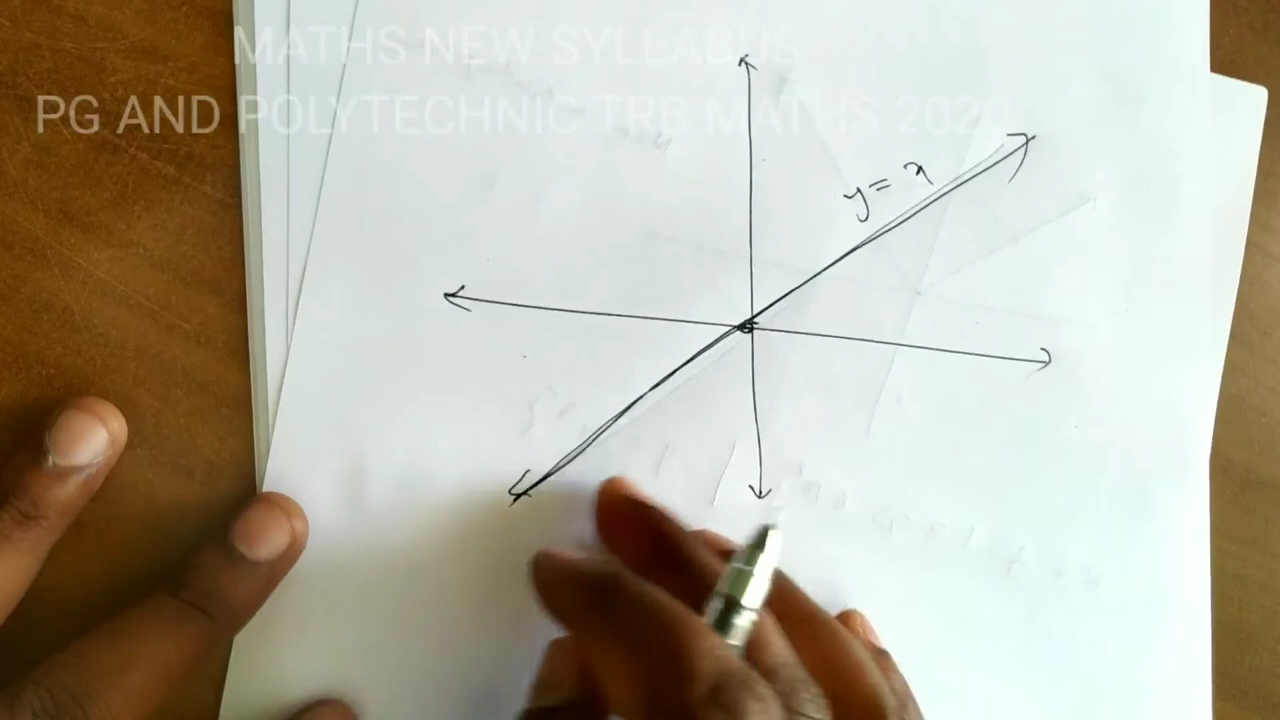 MATHS NEW SYLLABUS
PG AND POLYTECHNIC TRB MATHS 2020
y = x